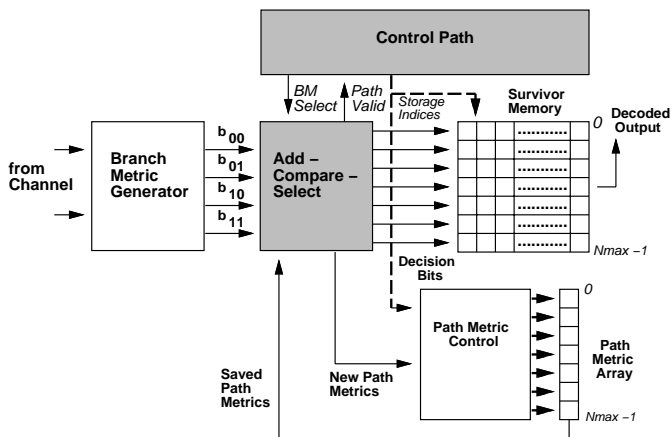 Control Path
BM
Select
Path
Valid
Storage
Indices
Survivor
Memory
0
Decoded
Output
b00
b01
b10
b11
from
Channel
Branch
Metric
Generator
Add –
Compare –
Select
............
............
............
............
............
............
............
Nmax –1
Decision
Bits
0
Path Metric
Control
Path
Metric
Array
Saved
Path
Metrics
New Path
Metrics
Nmax –1